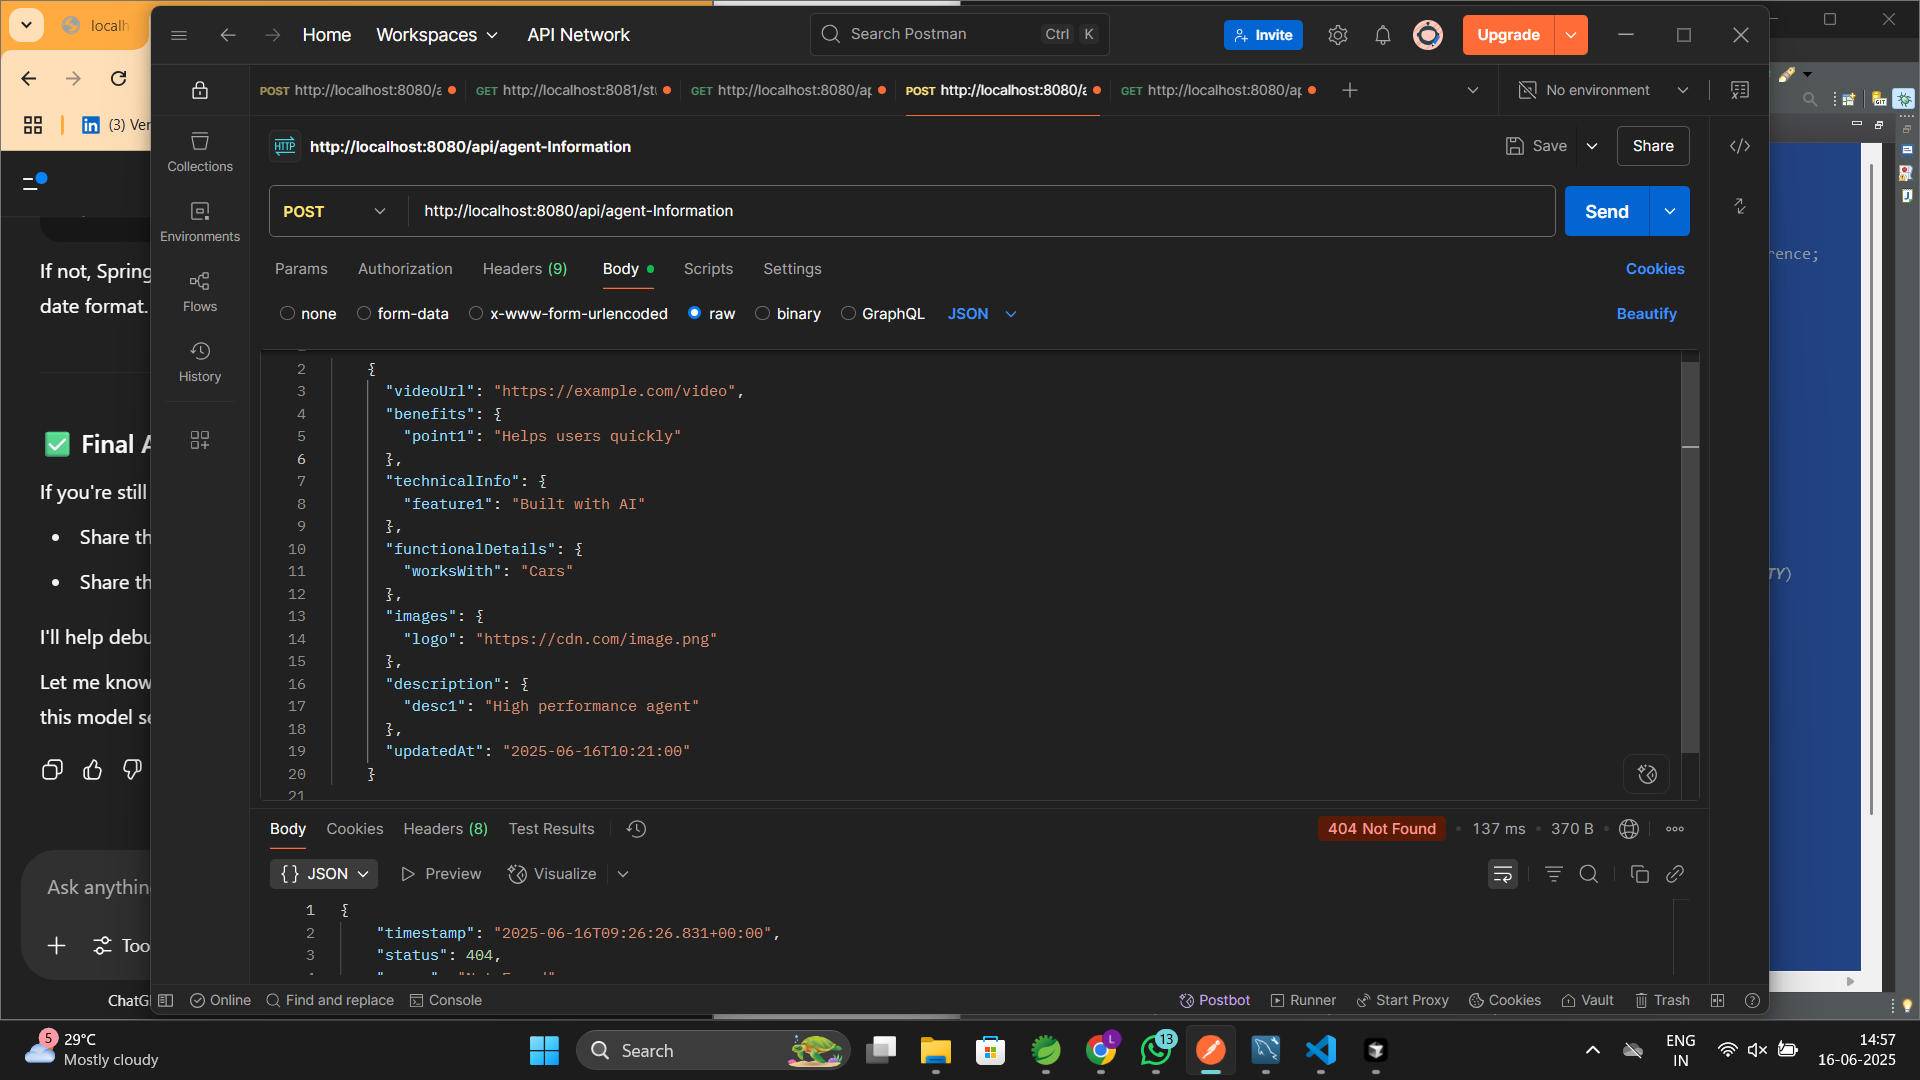 localh
Home
Workspaces
API Network
Search Postman
Ctrl
K
Invite
Upgrade
POST http://localhost:8080/a
GET http://localhost:8081/stu
GET http://localhost:8080/ap
POST http://localhost:8080/a
GET http://localhost:8080/ap
No environment
(3) Ver
Collections
Environments
Flows
History
HTTP
http://localhost:8080/api/agent-Information
Save
Share
POST
http://localhost:8080/api/agent-Information
Send
Params
Authorization
Headers (9)
Body
Scripts
Settings
Cookies
none
form-data
x-www-form-urlencoded
raw
binary
GraphQL
JSON
Beautify
If not, Spring
date format.
Final A
If you're still
Share th
Share th
I'll help debu
Let me know
this model se
Ask anythin
Too
ChatG
rence;
TY)
2 {
3 "videoUrl": "https://example.com/video",
4 "benefits": {
5 "point1": "Helps users quickly"
6 },
7 "technicalInfo": {
8 "feature1": "Built with AI"
9 },
10 "functionalDetails": {
11 "worksWith": "Cars"
12 },
13 "images": {
14 "logo": "https://cdn.com/image.png"
15 },
16 "description": {
17 "desc1": "High performance agent"
18 },
19 "updatedAt": "2025-06-16T10:21:00"
20 }
21
Body
Cookies
Headers (8)
Test Results
404 Not Found
137 ms
370 B
{} JSON
Preview
Visualize
1 {
2 "timestamp": "2025-06-16T09:26:26.831+00:00",
3 "status": 404,
Online
Find and replace
Console
Postbot
Runner
Start Proxy
Cookies
Vault
Trash
5
29°C
Mostly cloudy
Search
L
13
ENG
IN
14:57
16-06-2025